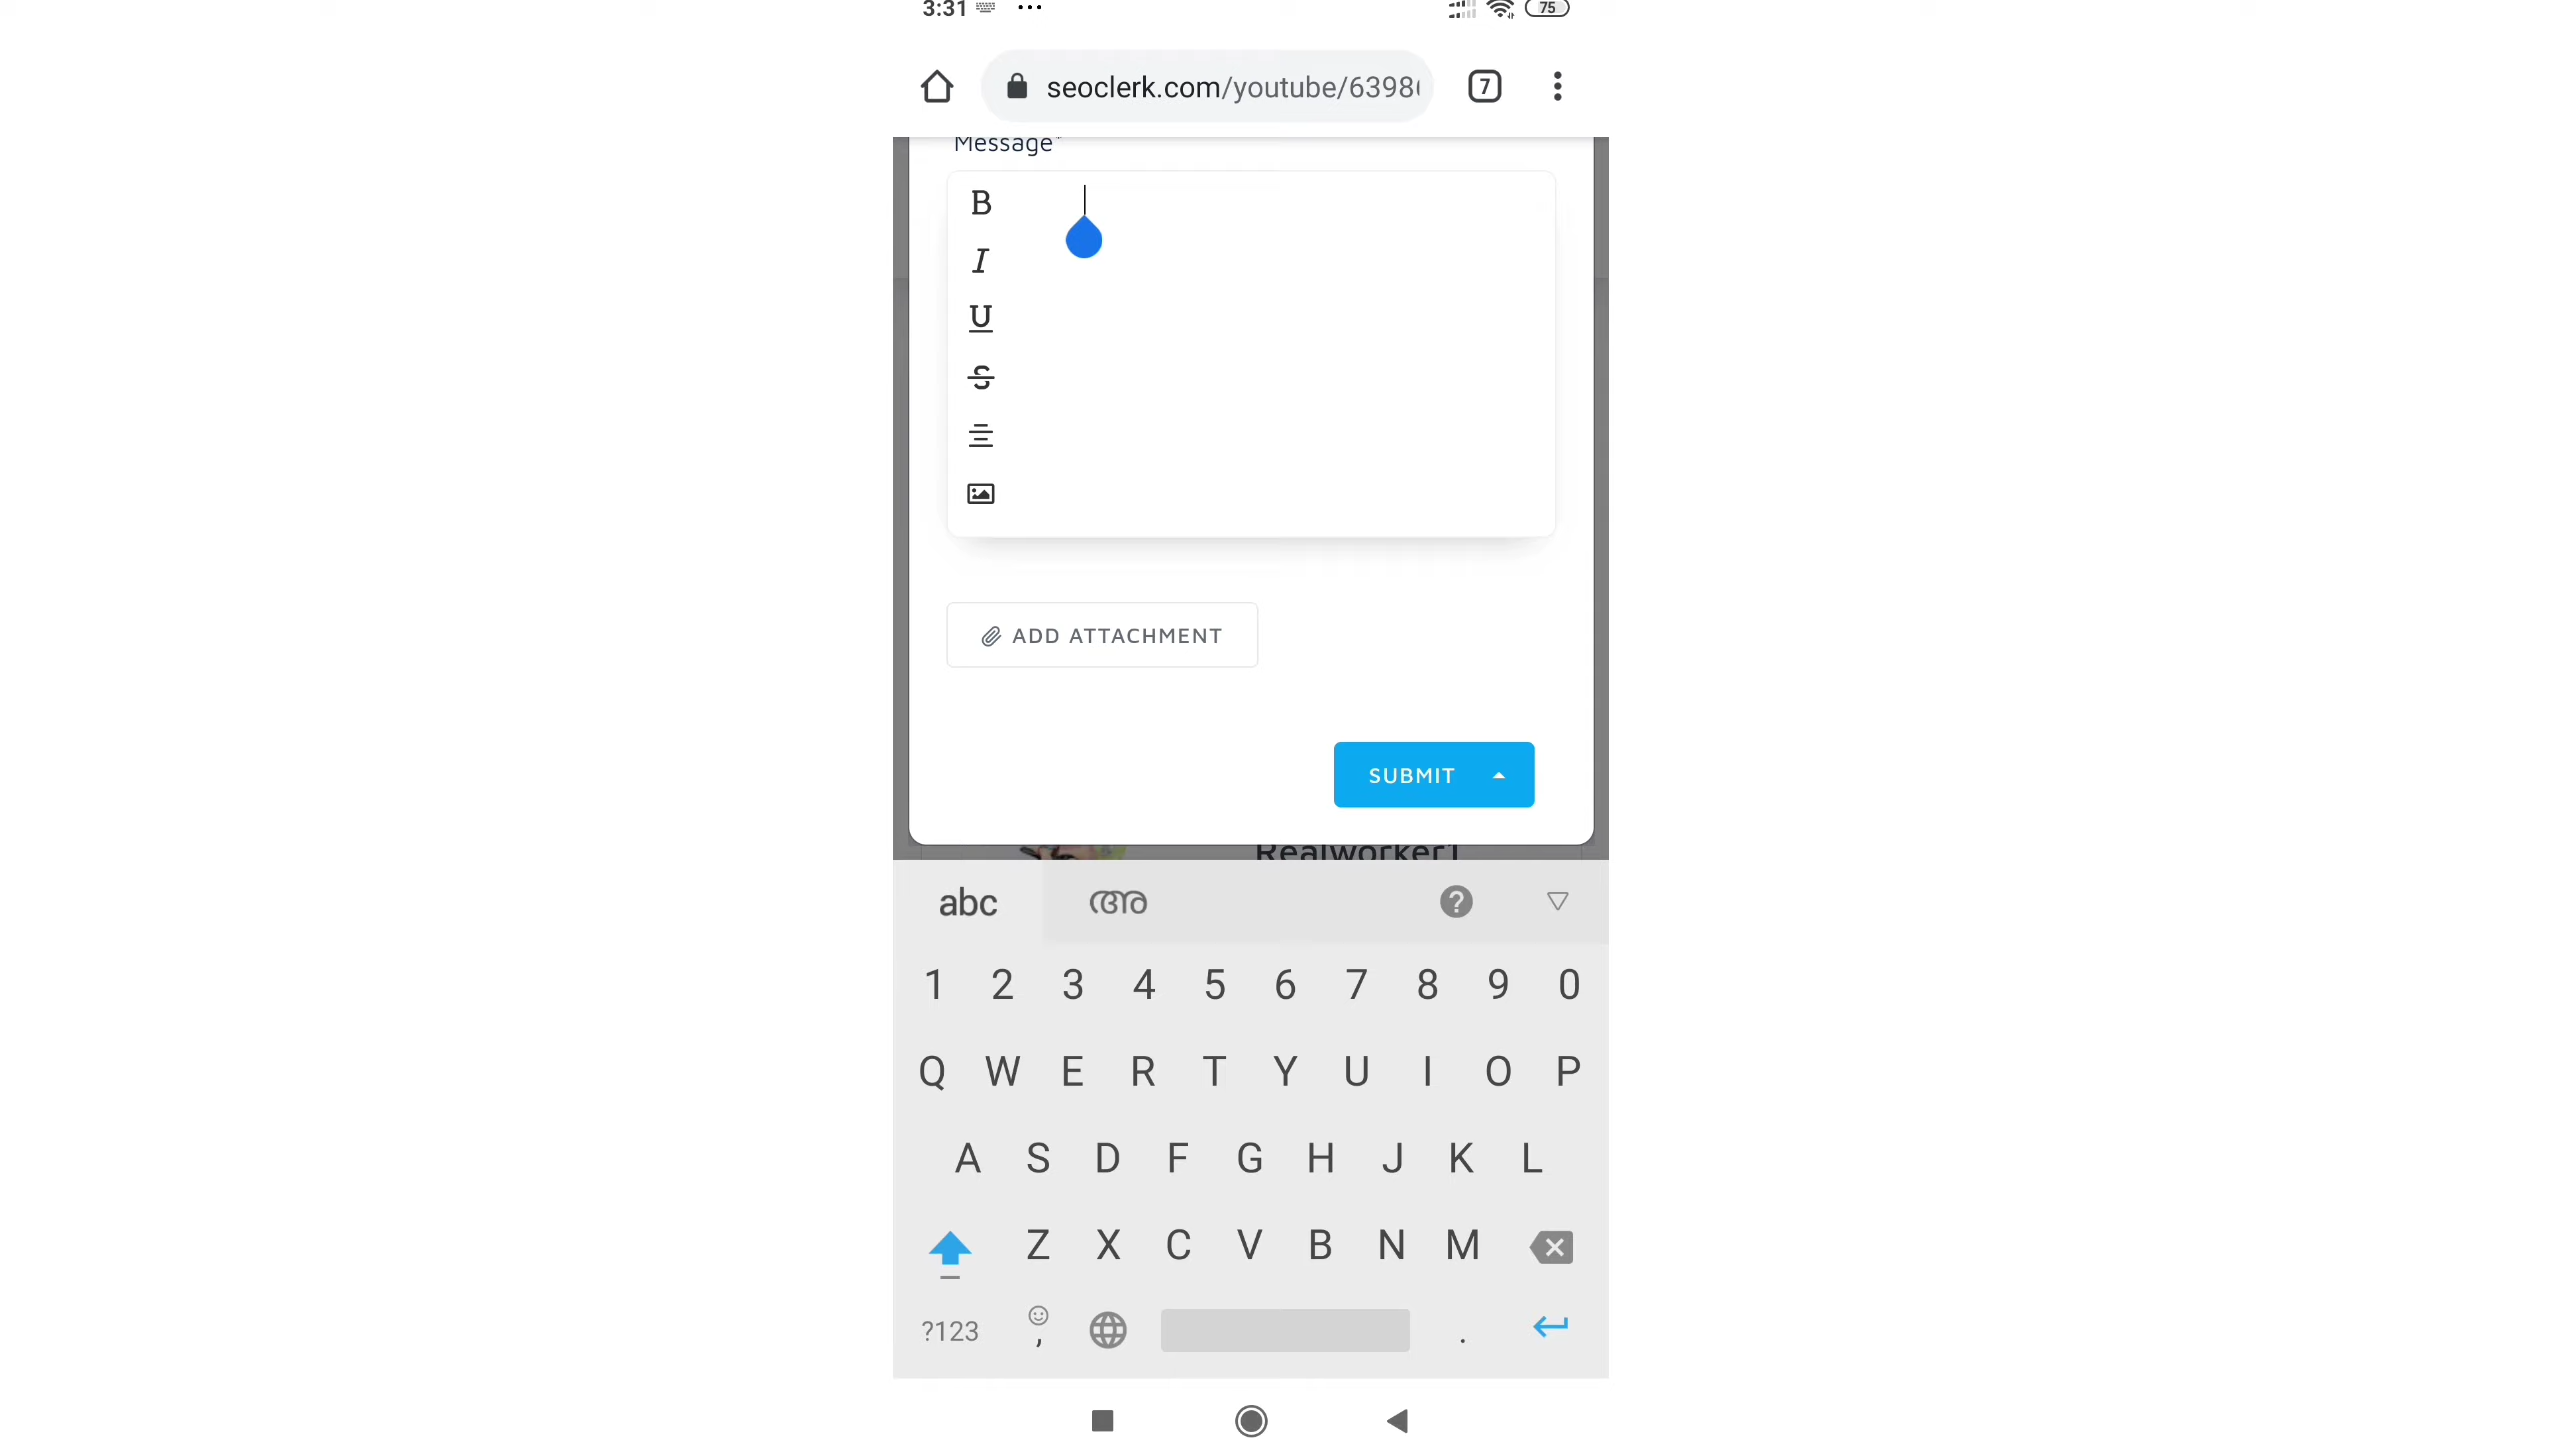 3:31 75
seoclerk.com/youtube/6398
7
Message*
B
I
U
S
ADD ATTACHMENT
SUBMIT
Realworker1
abc അ ?
1 2 3 4 5 6 7 8 9 0
Q W E R T Y U I O P
A S D F G H J K L
Z X C V B N M
?123 , .